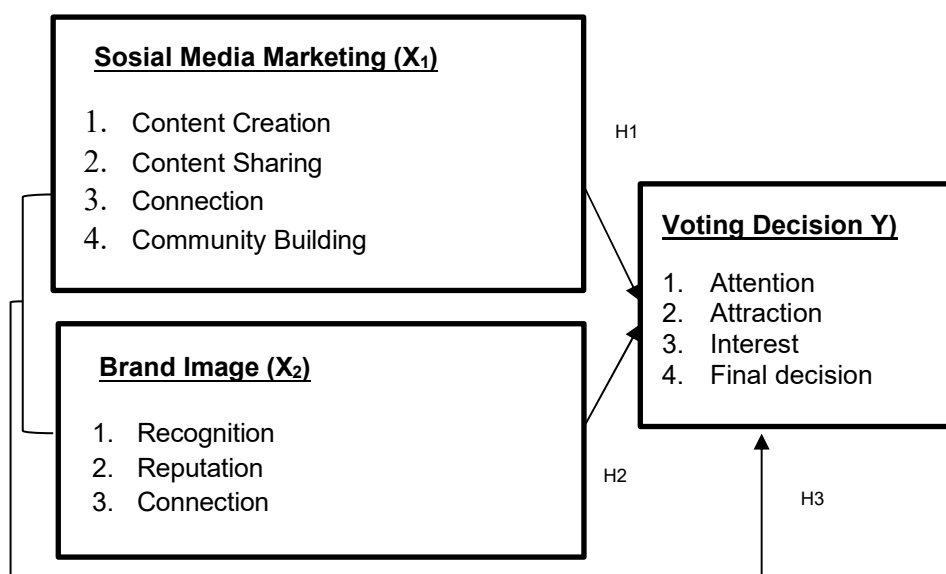 Sosial Media Marketing (X₁)
1. Content Creation
2. Content Sharing
3. Connection
4. Community Building
H1
Voting Decision Y)
1. Attention
2. Attraction
3. Interest
4. Final decision
Brand Image (X₂)
1. Recognition
2. Reputation
3. Connection
H2
H3